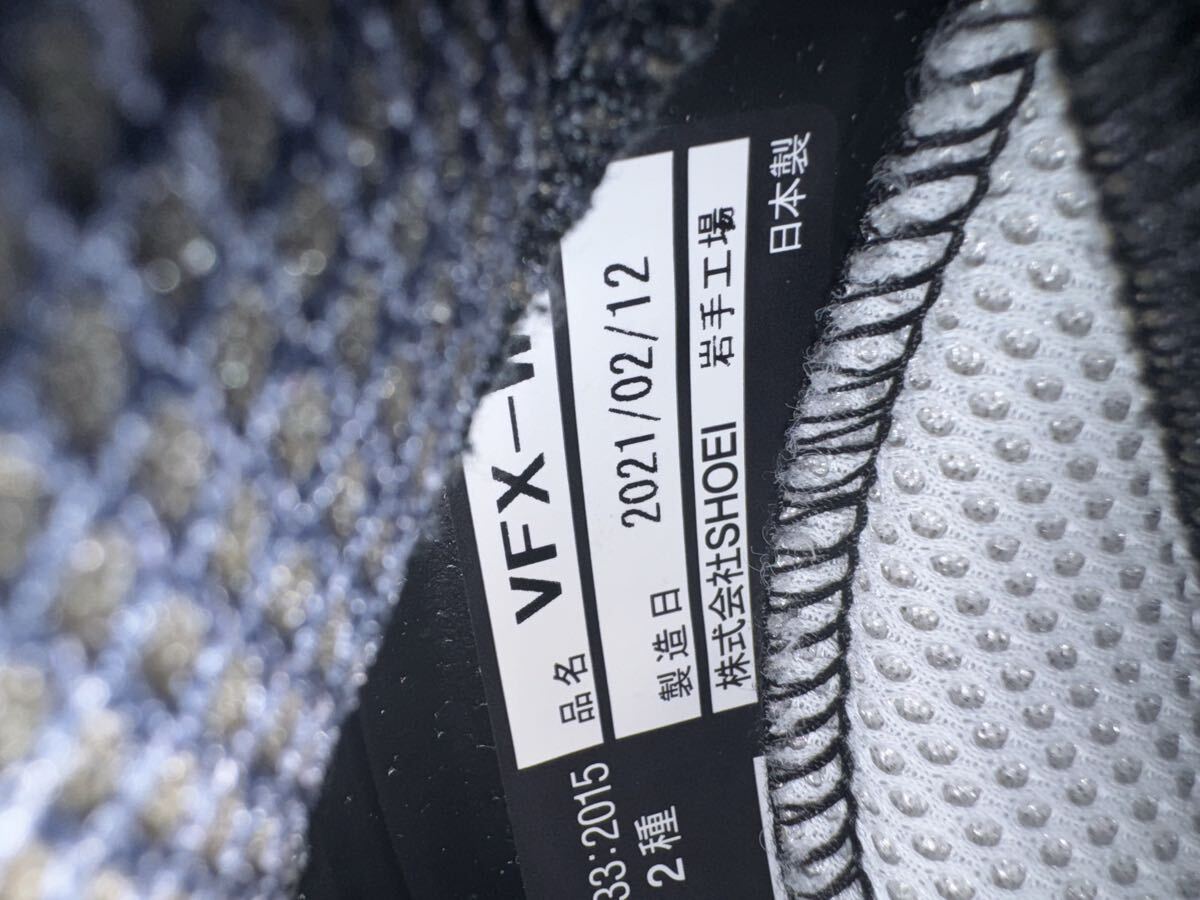 33:2015
2種
品名 VFX-W
製造日 2021/02/12
株式会社SHOEI 岩手工場
日本製